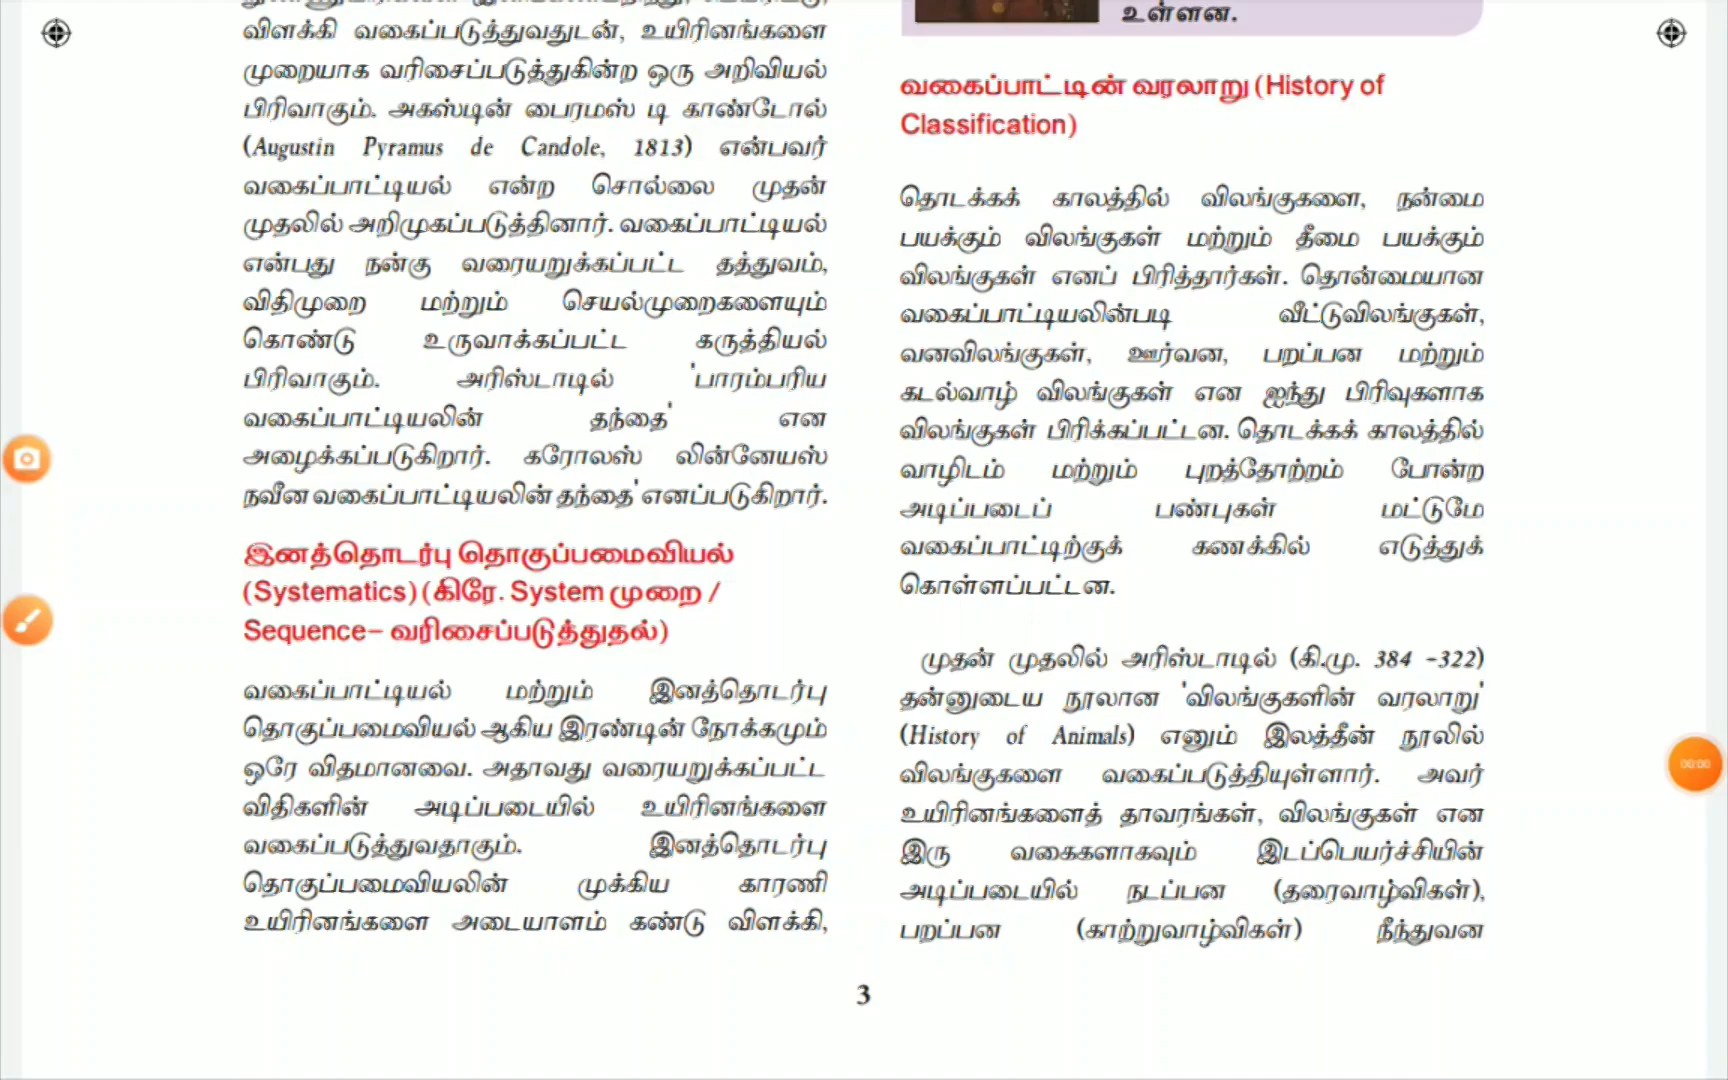 விளக்கி வகைப்படுத்துவதுடன், உயிரினங்களை
முறையாக வரிசைப்படுத்துகின்ற ஒரு அறிவியல்
பிரிவாகும். அகஸ்டின் பைரமஸ் டி காண்டோல்
(Augustin Pyramus de Candole, 1813) என்பவர்
வகைப்பாட்டியல் என்ற சொல்லை முதன்
முதலில் அறிமுகப்படுத்தினார். வகைப்பாட்டியல்
என்பது நன்கு வரையறுக்கப்பட்ட தத்துவம்,
விதிமுறை மற்றும் செயல்முறைகளையும்
கொண்டு உருவாக்கப்பட்ட கருத்தியல்
பிரிவாகும். அரிஸ்டாடில் 'பாரம்பரிய
வகைப்பாட்டியலின் தந்தை' என
அழைக்கப்படுகிறார். கரோலஸ் லின்னேயஸ்
நவீன வகைப்பாட்டியலின் தந்தை' எனப்படுகிறார்.
இனத்தொடர்பு தொகுப்பமைவியல்
(Systematics) (கிரே. System முறை /
Sequence– வரிசைப்படுத்துதல்)
வகைப்பாட்டியல் மற்றும் இனத்தொடர்பு
தொகுப்பமைவியல் ஆகிய இரண்டின் நோக்கமும்
ஒரே விதமானவை. அதாவது வரையறுக்கப்பட்ட
விதிகளின் அடிப்படையில் உயிரினங்களை
வகைப்படுத்துவதாகும். இனத்தொடர்பு
தொகுப்பமைவியலின் முக்கிய காரணி
உயிரினங்களை அடையாளம் கண்டு விளக்கி,
உள்ளன.
வகைப்பாட்டின் வரலாறு (History of
Classification)
தொடக்கக் காலத்தில் விலங்குகளை, நன்மை
பயக்கும் விலங்குகள் மற்றும் தீமை பயக்கும்
விலங்குகள் எனப் பிரித்தார்கள். தொன்மையான
வகைப்பாட்டியலின்படி வீட்டுவிலங்குகள்,
வனவிலங்குகள், ஊர்வன, பறப்பன மற்றும்
கடல்வாழ் விலங்குகள் என ஐந்து பிரிவுகளாக
விலங்குகள் பிரிக்கப்பட்டன. தொடக்கக் காலத்தில்
வாழிடம் மற்றும் புறத்தோற்றம் போன்ற
அடிப்படைப் பண்புகள் மட்டுமே
வகைப்பாட்டிற்குக் கணக்கில் எடுத்துக்
கொள்ளப்பட்டன.
முதன் முதலில் அரிஸ்டாடில் (கி.மு. 384 –322)
தன்னுடைய நூலான 'விலங்குகளின் வரலாறு'
(History of Animals) எனும் இலத்தீன் நூலில்
விலங்குகளை வகைப்படுத்தியுள்ளார். அவர்
உயிரினங்களைத் தாவரங்கள், விலங்குகள் என
இரு வகைகளாகவும் இடப்பெயர்ச்சியின்
அடிப்படையில் நடப்பன (தரைவாழ்விகள்),
பறப்பன (காற்றுவாழ்விகள்) நீந்துவன
3
00:00